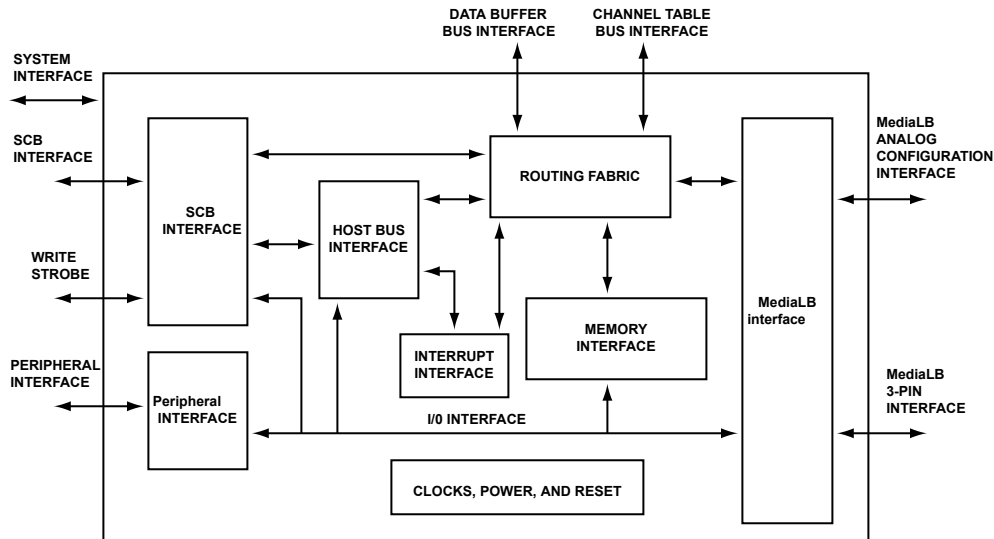 DATA BUFFER
BUS INTERFACE
CHANNEL TABLE
BUS INTERFACE
SYSTEM
INTERFACE
SCB
INTERFACE
WRITE
STROBE
PERIPHERAL
INTERFACE
SCB
INTERFACE
HOST BUS
INTERFACE
ROUTING FABRIC
INTERRUPT
INTERFACE
MEMORY
INTERFACE
Peripheral
INTERFACE
I/0 INTERFACE
CLOCKS, POWER, AND RESET
MediaLB
interface
MediaLB
ANALOG
CONFIGURATION
INTERFACE
MediaLB
3-PIN
INTERFACE